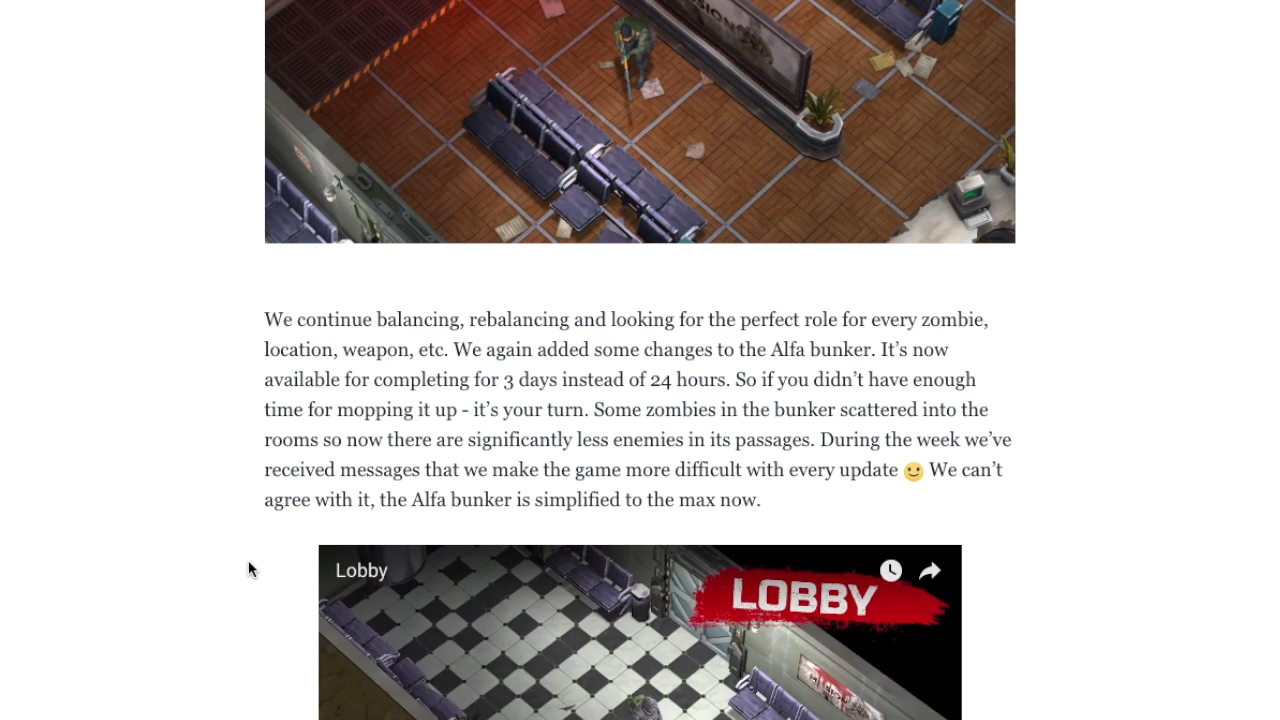 SION
We continue balancing, rebalancing and looking for the perfect role for every zombie,
location, weapon, etc. We again added some changes to the Alfa bunker. It’s now
available for completing for 3 days instead of 24 hours. So if you didn’t have enough
time for mopping it up - it’s your turn. Some zombies in the bunker scattered into the
rooms so now there are significantly less enemies in its passages. During the week we’ve
received messages that we make the game more difficult with every update 🙂 We can’t
agree with it, the Alfa bunker is simplified to the max now.
Lobby
LOBBY